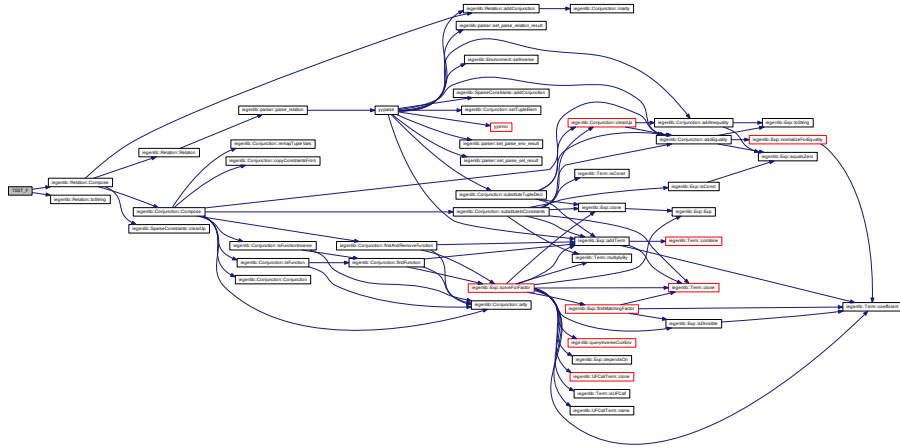 TEST_F
iegenlib::Relation::Compose
iegenlib::Relation::toString
iegenlib::Relation::Relation
iegenlib::Conjunction::Compose
iegenlib::SparseConstraints::cleanUp
iegenlib::parser::parse_relation
iegenlib::Conjunction::remapTupleVars
iegenlib::Conjunction::copyConstraintsFrom
iegenlib::Conjunction::isFunctionInverse
iegenlib::Conjunction::isFunction
iegenlib::Conjunction::Conjunction
yyparse
iegenlib::Conjunction::findAndRemoveFunction
iegenlib::Conjunction::findFunction
iegenlib::Relation::addConjunction
iegenlib::parser::set_parse_relation_result
iegenlib::Environment::setInverse
iegenlib::SparseConstraints::addConjunction
iegenlib::Conjunction::setTupleElem
yyerror
iegenlib::parser::set_parse_env_result
iegenlib::parser::set_parse_set_result
iegenlib::Conjunction::substituteTupleDecl
iegenlib::Conjunction::substituteInConstraints
iegenlib::Exp::solveForFactor
iegenlib::Conjunction::arity
iegenlib::Conjunction::inarity
iegenlib::Conjunction::cleanUp
iegenlib::Term::isConst
iegenlib::Exp::clone
iegenlib::Exp::addTerm
iegenlib::Term::multiplyBy
iegenlib::Exp::findMatchingFactor
iegenlib::queryInverseCurrEnv
iegenlib::Exp::dependsOn
iegenlib::UFCallTerm::clone
iegenlib::Term::isUFCall
iegenlib::UFCallTerm::name
iegenlib::Conjunction::addInequality
iegenlib::Conjunction::addEquality
iegenlib::Exp::isConst
iegenlib::Exp::Exp
iegenlib::Term::combine
iegenlib::Term::clone
iegenlib::Exp::isDivisible
iegenlib::Exp::toString
iegenlib::Exp::normalizeForEquality
iegenlib::Exp::equalsZero
iegenlib::Term::coefficient